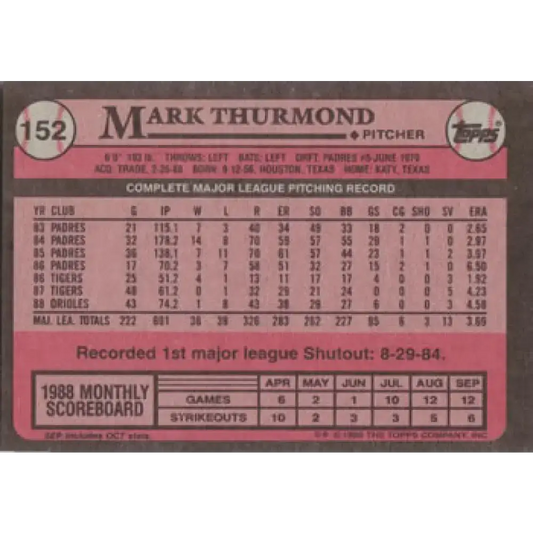 152
MARK THURMOND
PITCHER
Topps
THROWS: LEFT BATS: LEFT DRFT. PADRES #5-JUNE 1979
ACQ. TRADE, BORN 9-12-56, HOUSTON, TEXAS HOME: KATY, TEXAS
COMPLETE MAJOR LEAGUE PITCHING RECORD
YR CLUB G IP W L R ER SO BB GS CG SHO SV ERA
83 PADRES 21 115.1 7 3 40 34 49 33 18 2 0 0 2.65
84 PADRES 32 178.2 14 8 70 59 57 55 29 1 1 0 2.97
85 PADRES 36 138.1 7 11 70 61 57 44 23 1 1 2 3.97
86 PADRES 17 70.2 3 7 58 51 32 27 15 2 1 0 6.50
86 TIGERS 25 51.2 4 1 13 11 17 17 4 0 0 3 1.92
87 TIGERS 48 61.2 0 1 32 29 21 24 0 0 0 5 4.23
88 ORIOLES 43 74.2 1 8 43 38 29 27 6 0 0 3 4.58
MAJ. LEA. TOTALS 222 691 36 39 326 283 262 227 95 6 3 13 3.69
Recorded 1st major league Shutout: 8-29-84.
1988 MONTHLY SCOREBOARD
APR MAY JUN JUL AUG SEP
GAMES 6 2 1 10 12 12
STRIKEOUTS 10 2 3 3 5 6
SEP includes OCT stats
© 1989 THE TOPPS COMPANY, INC.